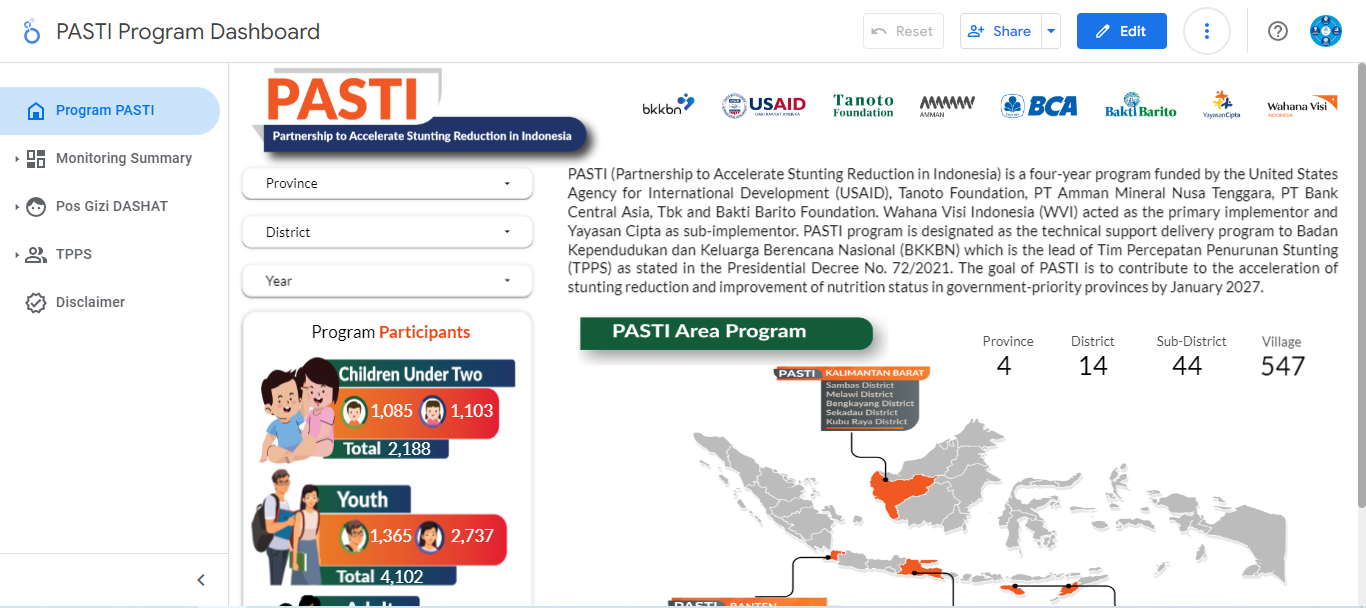 PASTI Program Dashboard
Reset
Share
Edit
Program PASTI
Monitoring Summary
Pos Gizi DASHAT
TPPS
Disclaimer
PASTI
Partnership to Accelerate Stunting Reduction in Indonesia
bkkbn
USAID
DARI RAKYAT AMERIKA
Tanoto
Foundation
AMMAN
BCA
Bakti Barito
YayasanCipta
Wahana Visi
INDONESIA
Province
District
Year
PASTI (Partnership to Accelerate Stunting Reduction in Indonesia) is a four-year program funded by the United States
Agency for International Development (USAID), Tanoto Foundation, PT Amman Mineral Nusa Tenggara, PT Bank
Central Asia, Tbk and Bakti Barito Foundation. Wahana Visi Indonesia (WVI) acted as the primary implementor and
Yayasan Cipta as sub-implementor. PASTI program is designated as the technical support delivery program to Badan
Kependudukan dan Keluarga Berencana Nasional (BKKBN) which is the lead of Tim Percepatan Penurunan Stunting
(TPPS) as stated in the Presidential Decree No. 72/2021. The goal of PASTI is to contribute to the acceleration of
stunting reduction and improvement of nutrition status in government-priority provinces by January 2027.
Program Participants
Children Under Two
1,085 1,103
Total 2,188
Youth
1,365 2,737
Total 4,102
Adult
PASTI Area Program
Province
4
District
14
Sub-District
44
Village
547
PASTI KALIMANTAN BARAT
Sambas District
Melawi District
Bengkayang District
Sekadau District
Kubu Raya District
PASTI BANTEN